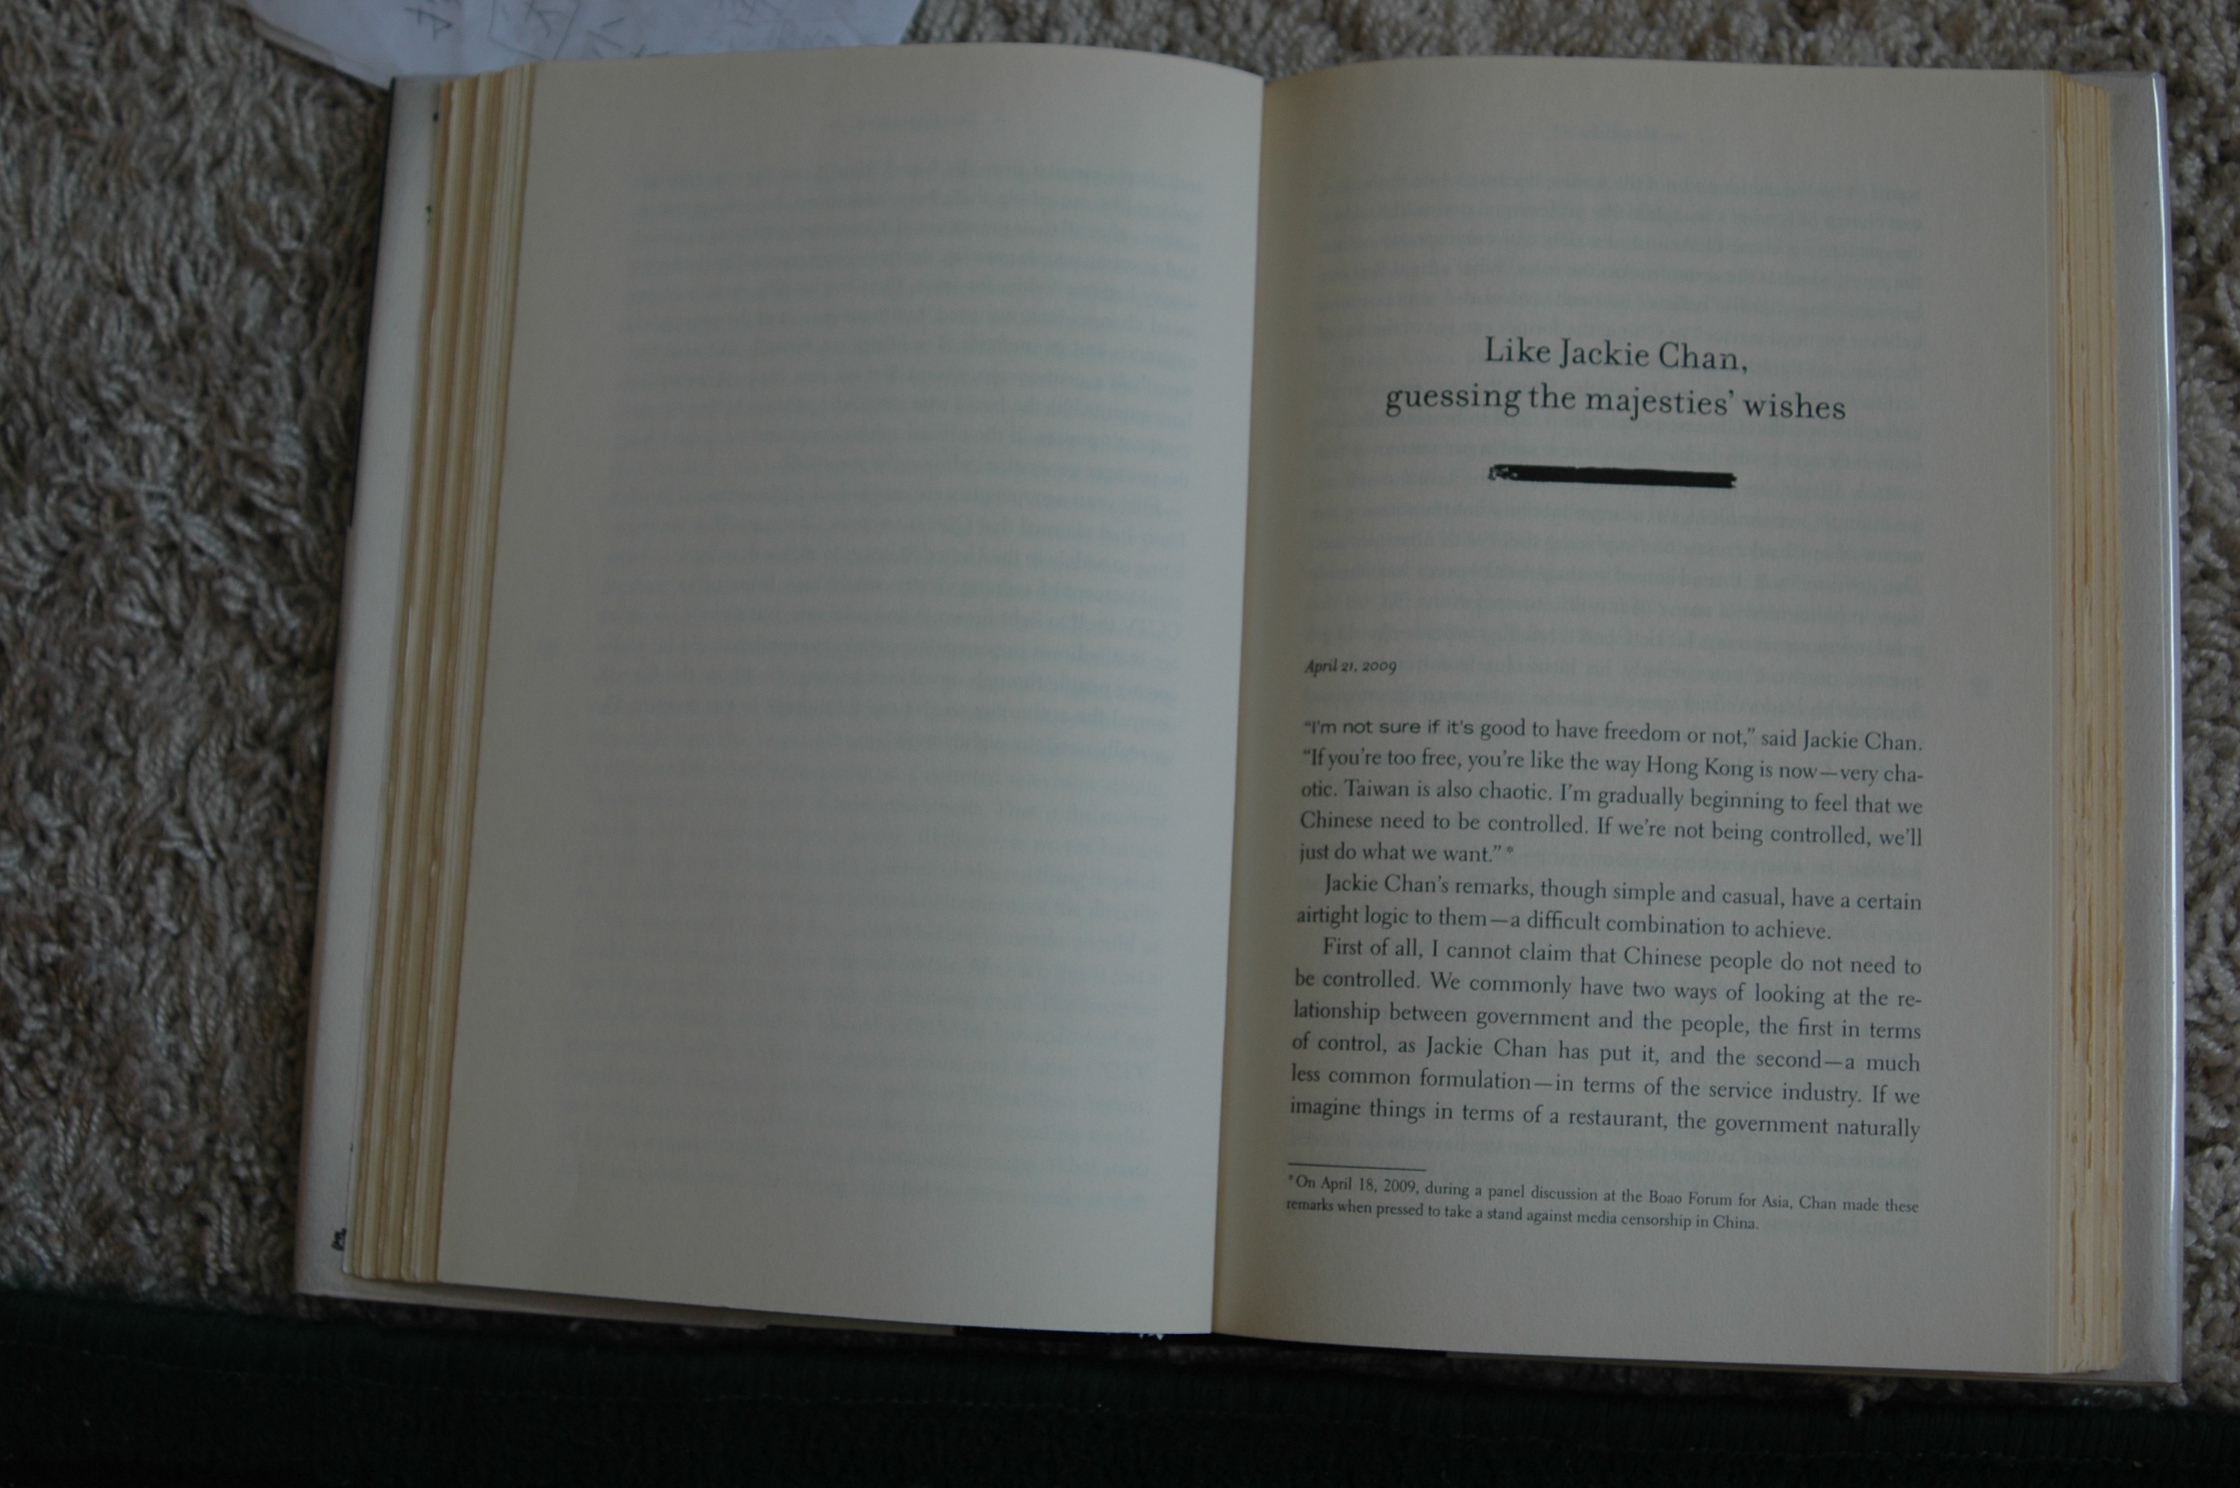 Like Jackie Chan,
guessing the majesties' wishes
April 21, 2009
"I'm not sure if it's good to have freedom or not," said Jackie Chan.
"If you're too free, you're like the way Hong Kong is now—very cha-
otic. Taiwan is also chaotic. I'm gradually beginning to feel that we
Chinese need to be controlled. If we're not being controlled, we'll
just do what we want."*
Jackie Chan's remarks, though simple and casual, have a certain
airtight logic to them—a difficult combination to achieve.
First of all, I cannot claim that Chinese people do not need to
be controlled. We commonly have two ways of looking at the re-
lationship between government and the people, the first in terms
of control, as Jackie Chan has put it, and the second—a much
less common formulation—in terms of the service industry. If we
imagine things in terms of a restaurant, the government naturally
*On April 18, 2009, during a panel discussion at the Boao Forum for Asia, Chan made these
remarks when pressed to take a stand against media censorship in China.